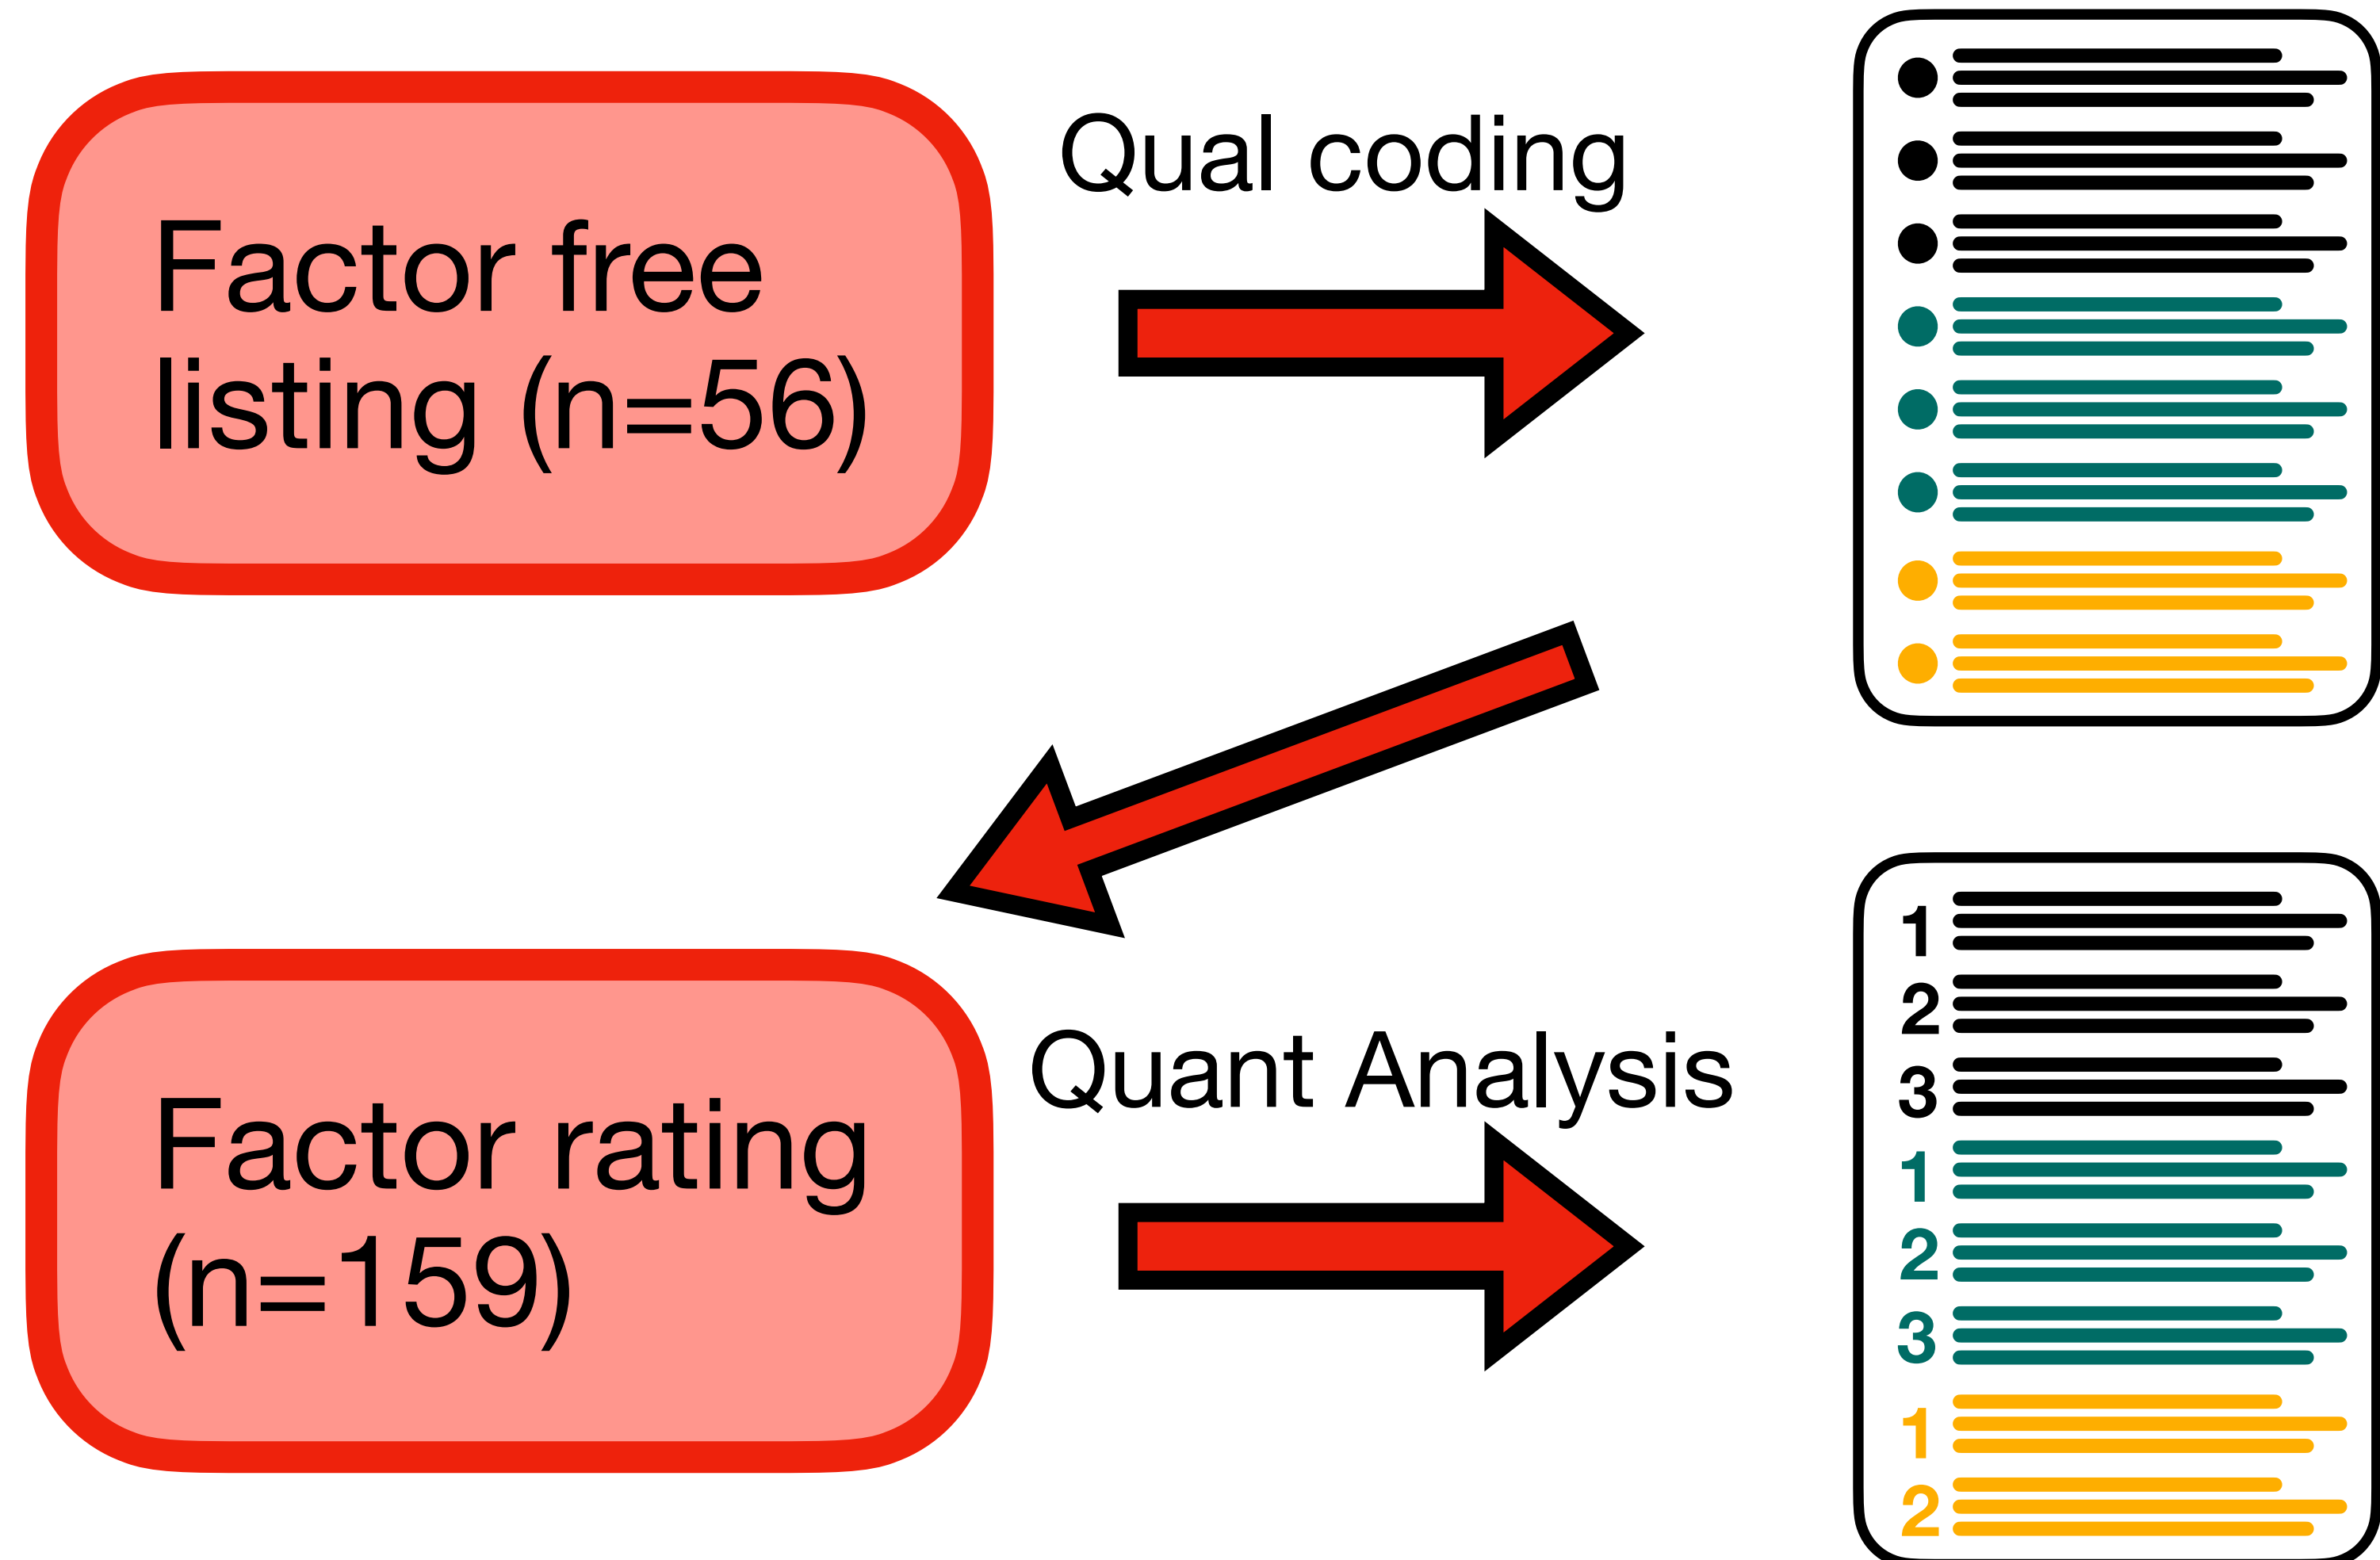 Qual coding
Factor free
listing (n=56)
Quant Analysis
Factor rating
(n=159)
1
2
3
1
2
3
1
2